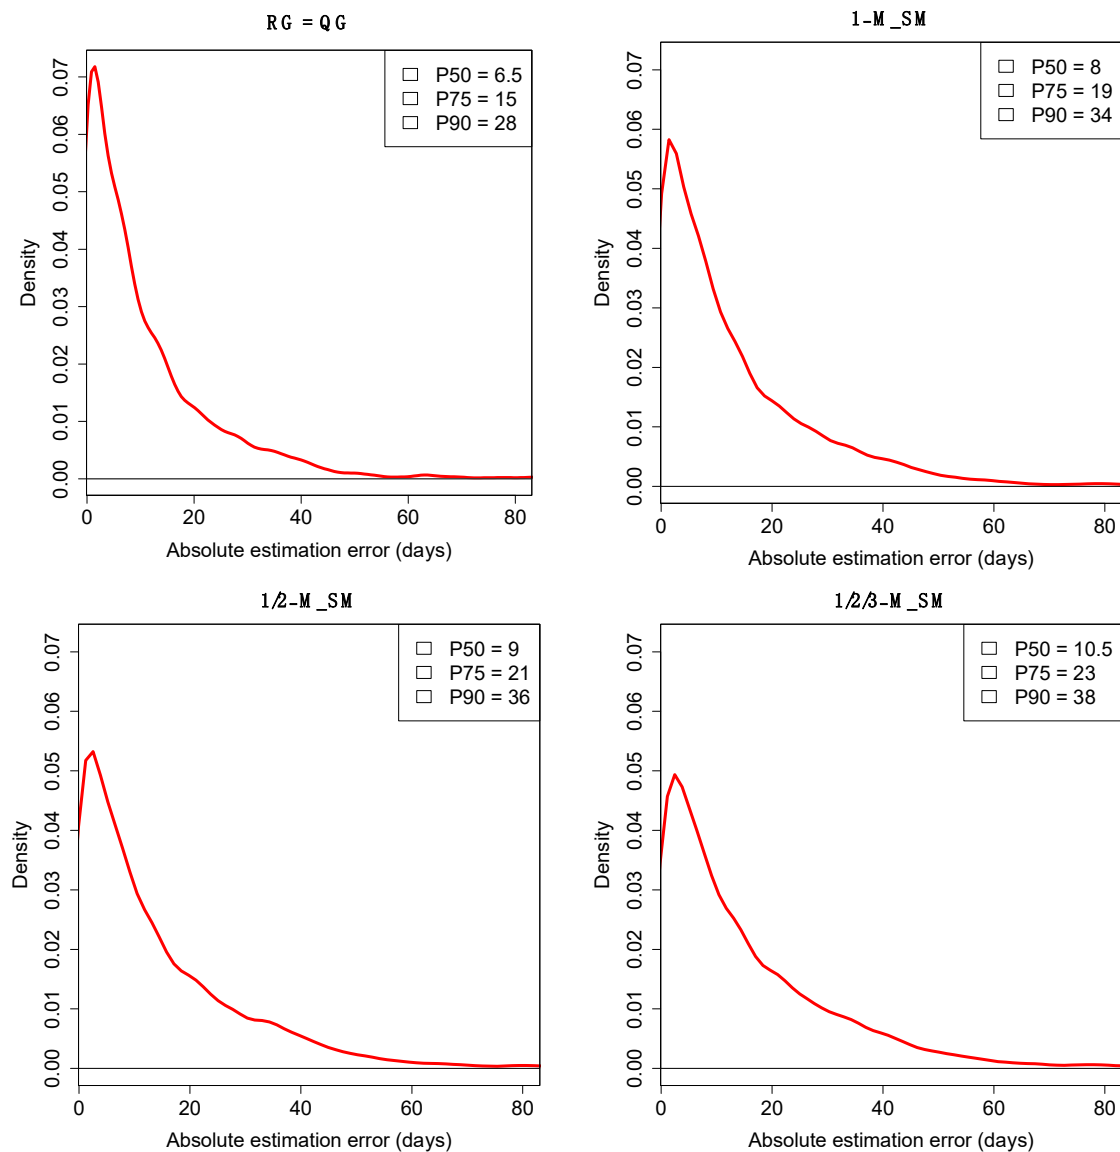 RG = QG
P50 = 6.5
P75 = 15
P90 = 28
Density
0.00 0.01 0.02 0.03 0.04 0.05 0.06 0.07
0 20 40 60 80
Absolute estimation error (days)
1-M_SM
P50 = 8
P75 = 19
P90 = 34
Density
0.00 0.01 0.02 0.03 0.04 0.05 0.06 0.07
0 20 40 60 80
Absolute estimation error (days)
1/2-M_SM
P50 = 9
P75 = 21
P90 = 36
Density
0.00 0.01 0.02 0.03 0.04 0.05 0.06 0.07
0 20 40 60 80
Absolute estimation error (days)
1/2/3-M_SM
P50 = 10.5
P75 = 23
P90 = 38
Density
0.00 0.01 0.02 0.03 0.04 0.05 0.06 0.07
0 20 40 60 80
Absolute estimation error (days)